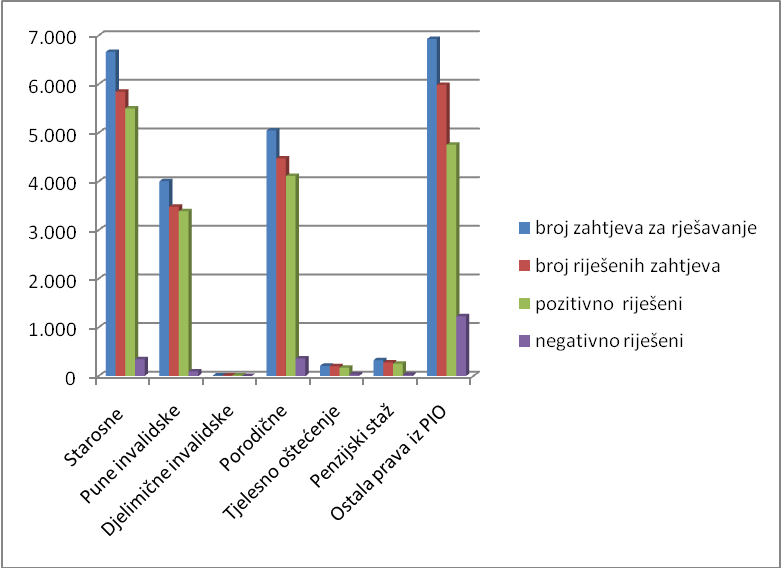 7.000
6.000
5.000
4.000
3.000
2.000
1.000
0
Starosne
Pune invalidske
Djelimične invalidske
Porodične
Tjelesno oštećenje
Penzijski staž
Ostala prava iz PIO
broj zahtjeva za rješavanje
broj riješenih zahtjeva
pozitivno riješeni
negativno riješeni